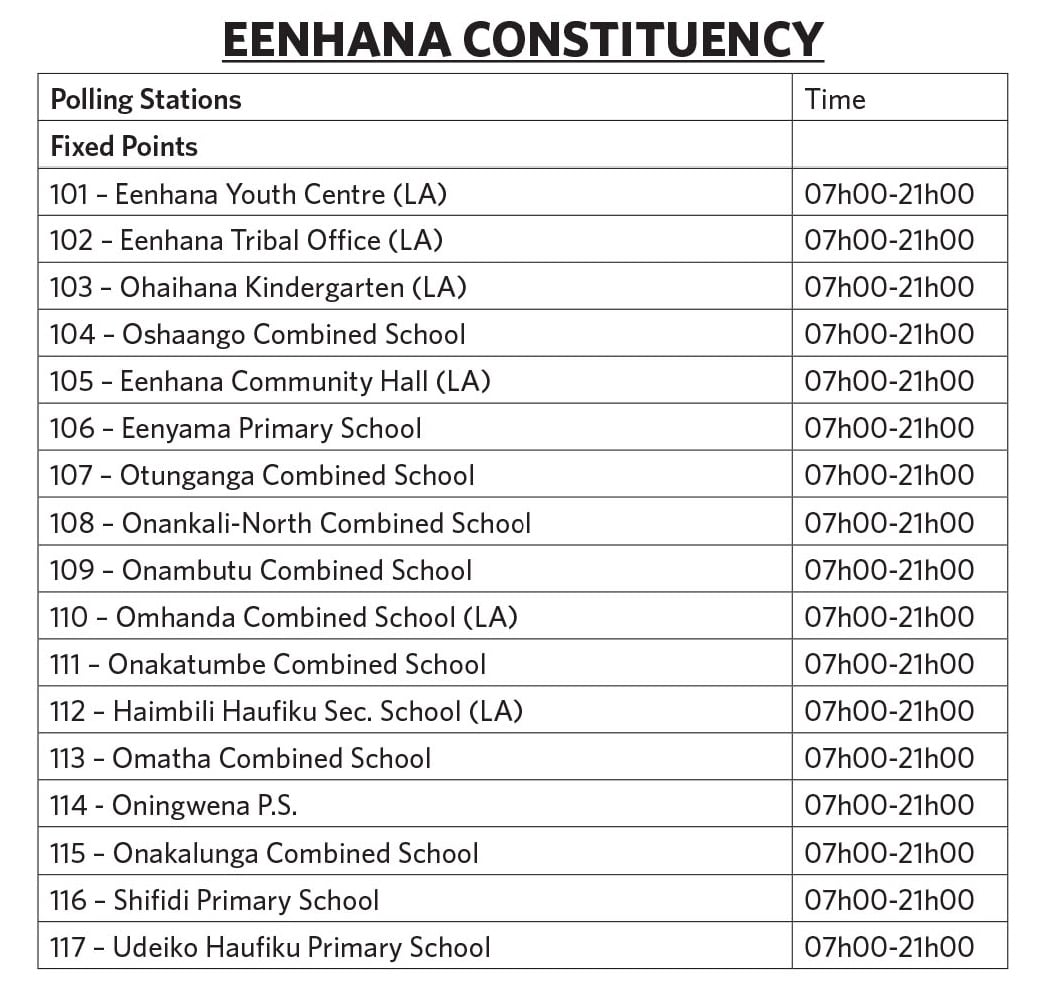 EENHANA CONSTITUENCY
Polling Stations Time
Fixed Points
101 – Eenhana Youth Centre (LA) 07h00-21h00
102 – Eenhana Tribal Office (LA) 07h00-21h00
103 – Ohaihana Kindergarten (LA) 07h00-21h00
104 – Oshaango Combined School 07h00-21h00
105 – Eenhana Community Hall (LA) 07h00-21h00
106 – Eenyama Primary School 07h00-21h00
107 – Otunganga Combined School 07h00-21h00
108 – Onankali-North Combined School 07h00-21h00
109 – Onambutu Combined School 07h00-21h00
110 – Omhanda Combined School (LA) 07h00-21h00
111 – Onakatumbe Combined School 07h00-21h00
112 – Haimbili Haufiku Sec. School (LA) 07h00-21h00
113 – Omatha Combined School 07h00-21h00
114 - Oningwena P.S. 07h00-21h00
115 – Onakalunga Combined School 07h00-21h00
116 – Shifidi Primary School 07h00-21h00
117 – Udeiko Haufiku Primary School 07h00-21h00